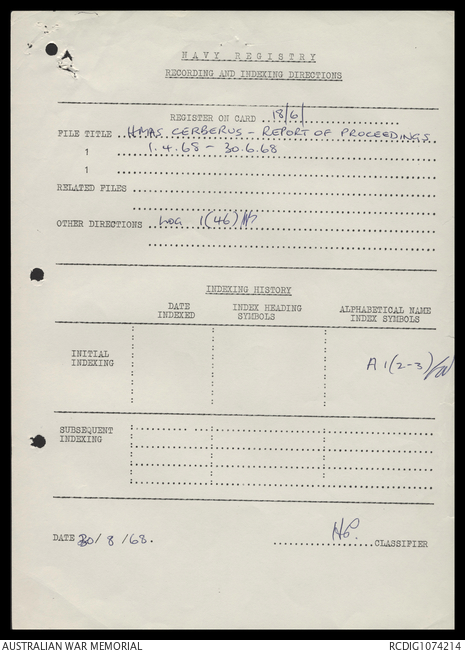 NAVY REGISTRY
RECORDING AND INDEXING DIRECTIONS
REGISTER ON CARD 18/6/
FILE TITLE HMAS CERBERUS - REPORT OF PROCEEDINGS
1 1.4.68 - 30.6.68
1
RELATED FILES
OTHER DIRECTIONS LOG 1(46)
INDEXING HISTORY
DATE INDEXED
INDEX HEADING SYMBOLS
ALPHABETICAL NAME INDEX SYMBOLS
INITIAL INDEXING
A1(2-3)
SUBSEQUENT INDEXING
DATE 30/8/68.
CLASSIFIER
AUSTRALIAN WAR MEMORIAL
RCDIG1074214